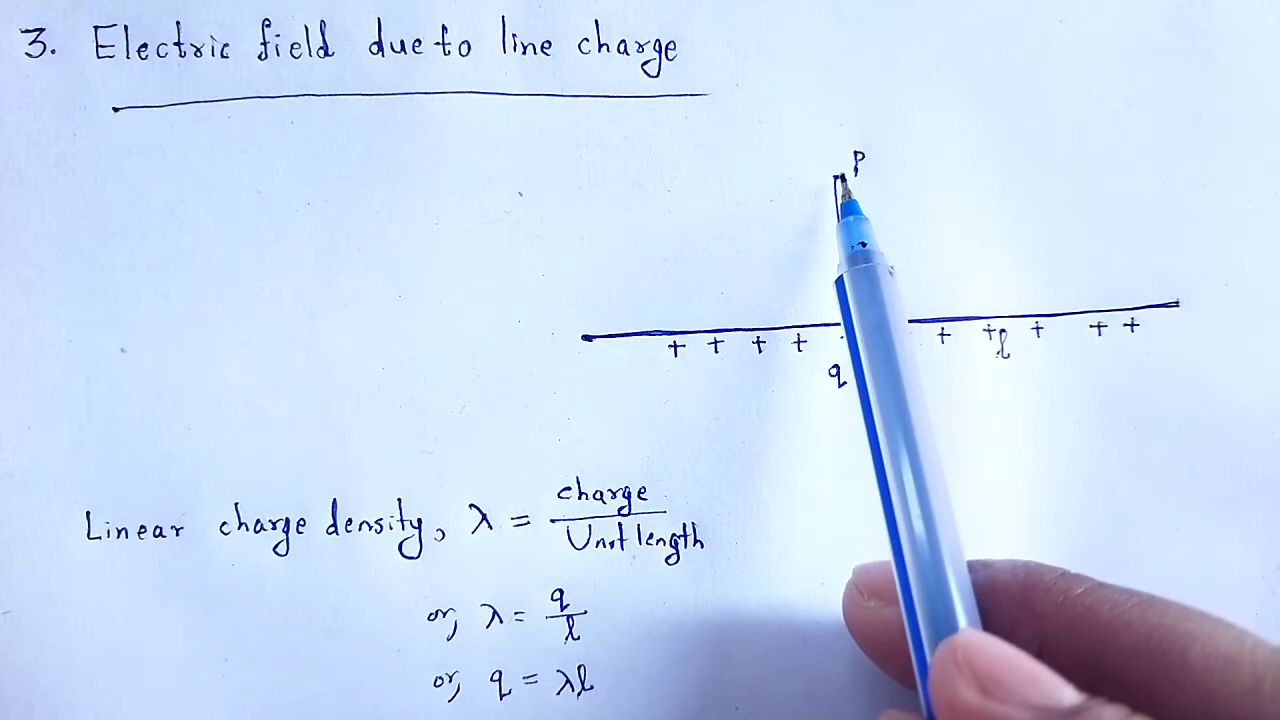 3. Electric field due to line charge
P
+ + + + + + + + +
l
q
Linear charge density, λ = charge / Unit length
or, λ = q / l
or, q = λl